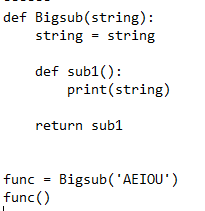 def Bigsub(string):
    string = string

    def sub1():
        print(string)

    return sub1


func = Bigsub('AEIOU')
func()